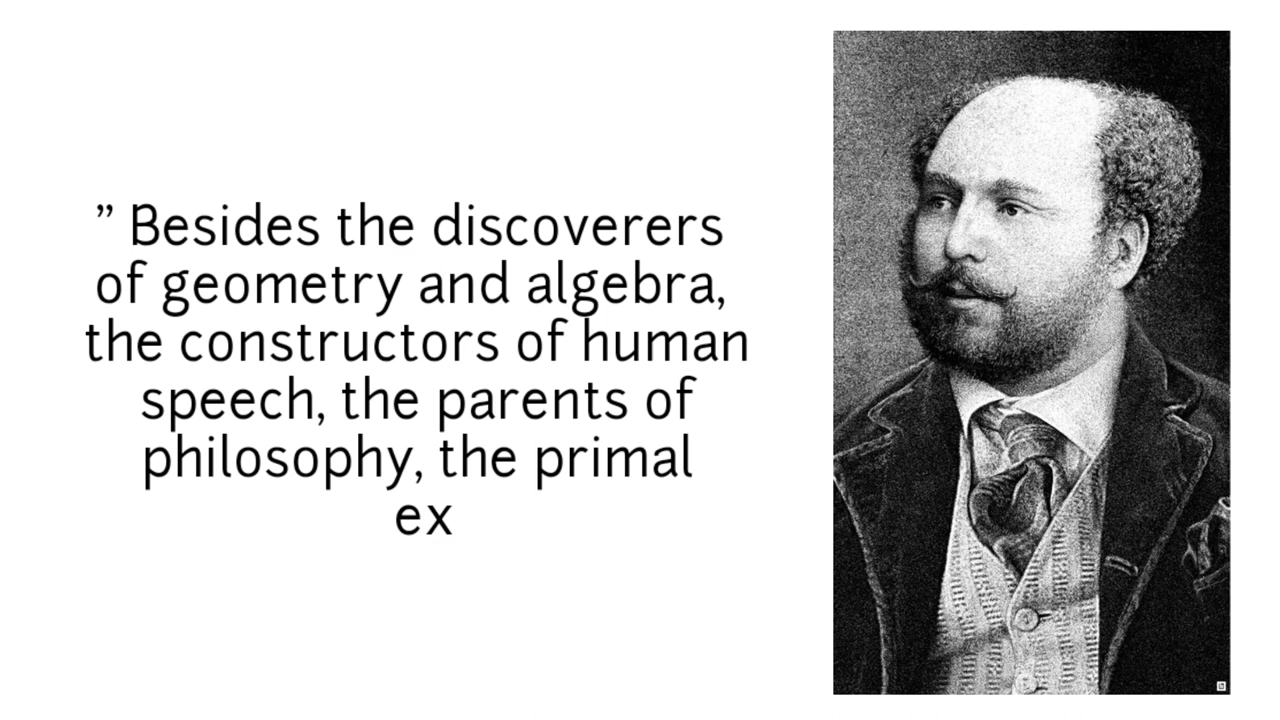 ” Besides the discoverers
of geometry and algebra,
the constructors of human
speech, the parents of
philosophy, the primal
ex